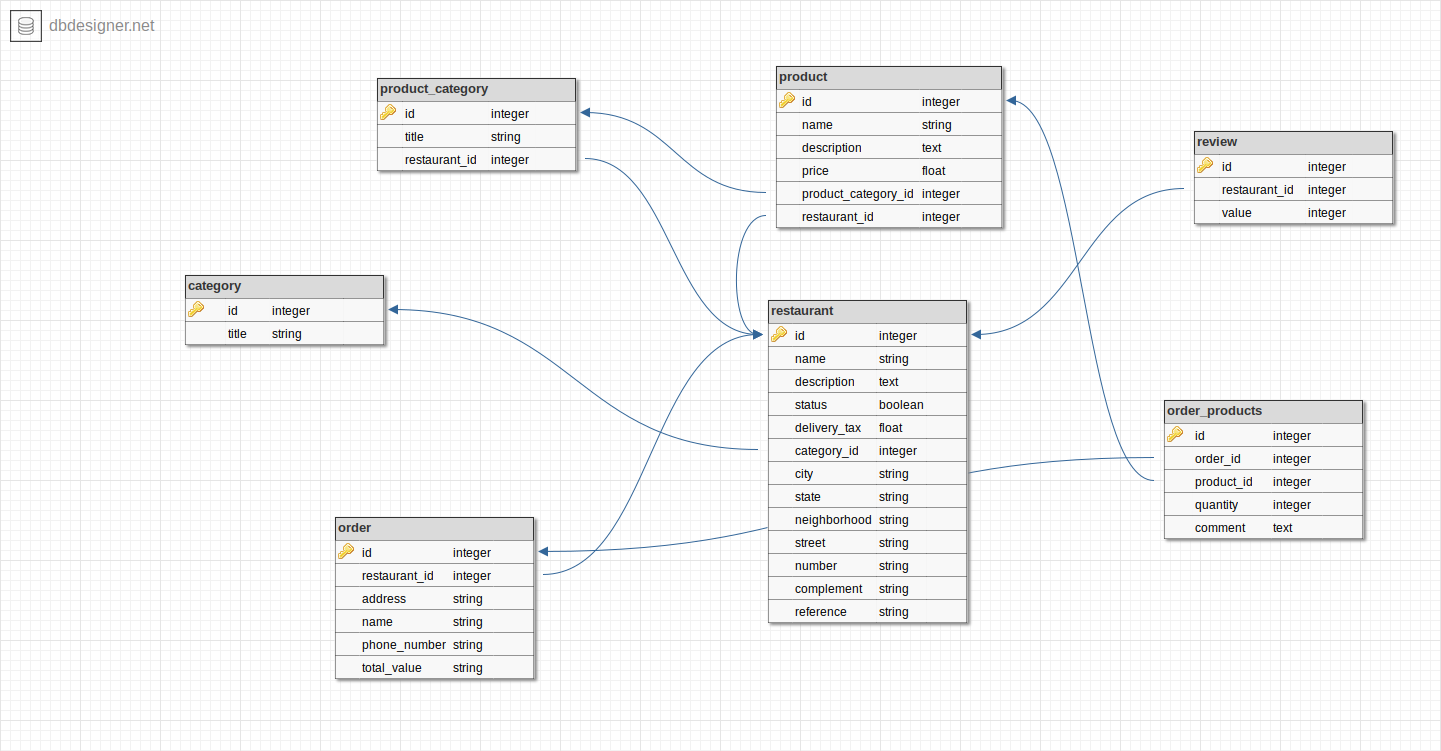 dbdesigner.net
product_category
id integer
title string
restaurant_id integer
product
id integer
name string
description text
price float
product_category_id integer
restaurant_id integer
review
id integer
restaurant_id integer
value integer
category
id integer
title string
restaurant
id integer
name string
description text
status boolean
delivery_tax float
category_id integer
city string
state string
neighborhood string
street string
number string
complement string
reference string
order_products
id integer
order_id integer
product_id integer
quantity integer
comment text
order
id integer
restaurant_id integer
address string
name string
phone_number string
total_value string